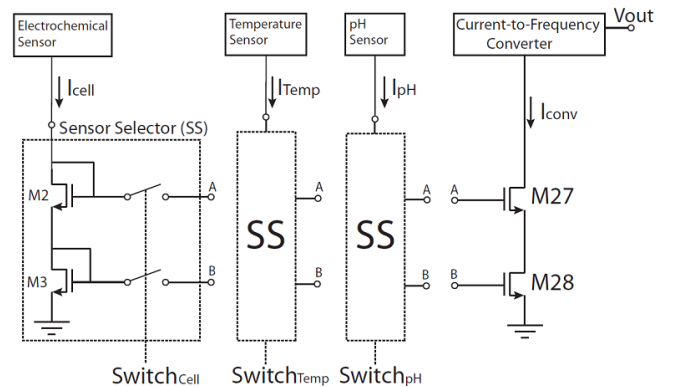 Electrochemical
Sensor
Temperature
Sensor
pH
Sensor
Current-to-Frequency
Converter
Vout
Icell
ITemp
IpH
Iconv
Sensor Selector (SS)
M2
A
A
A
A
M27
SS
SS
M3
B
B
B
B
M28
SwitchCell
SwitchTemp
SwitchpH